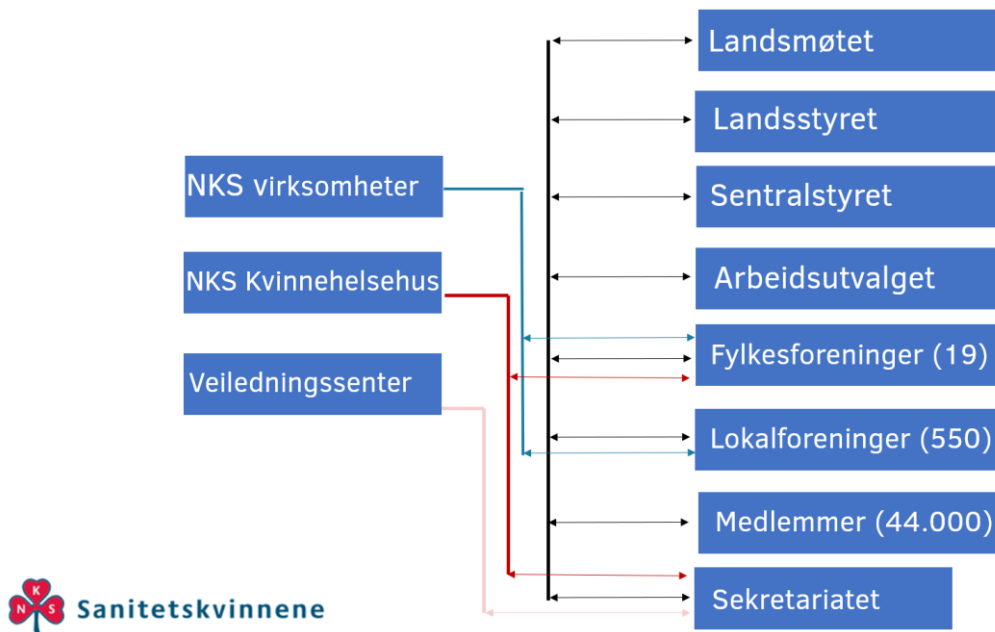 NKS virksomheter
NKS Kvinnehelsehus
Veiledningssenter
Landsmøtet
Landsstyret
Sentralstyret
Arbeidsutvalget
Fylkesforeninger (19)
Lokalforeninger (550)
Medlemmer (44.000)
Sekretariatet
K
N S
Sanitetskvinnene